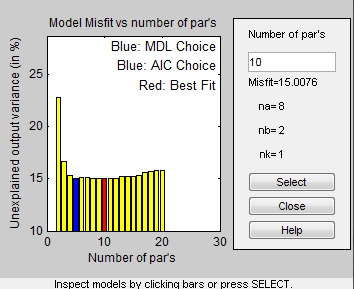 Model Misfit vs number of par's
Blue: MDL Choice
Blue: AIC Choice
Red: Best Fit
Unexplained output variance (in %)
25
20
15
10
0
10
20
30
Number of par's
Number of par's
10
Misfit=15.0076
na= 8
nb= 2
nk= 1
Select
Close
Help
Inspect models by clicking bars or press SELECT.